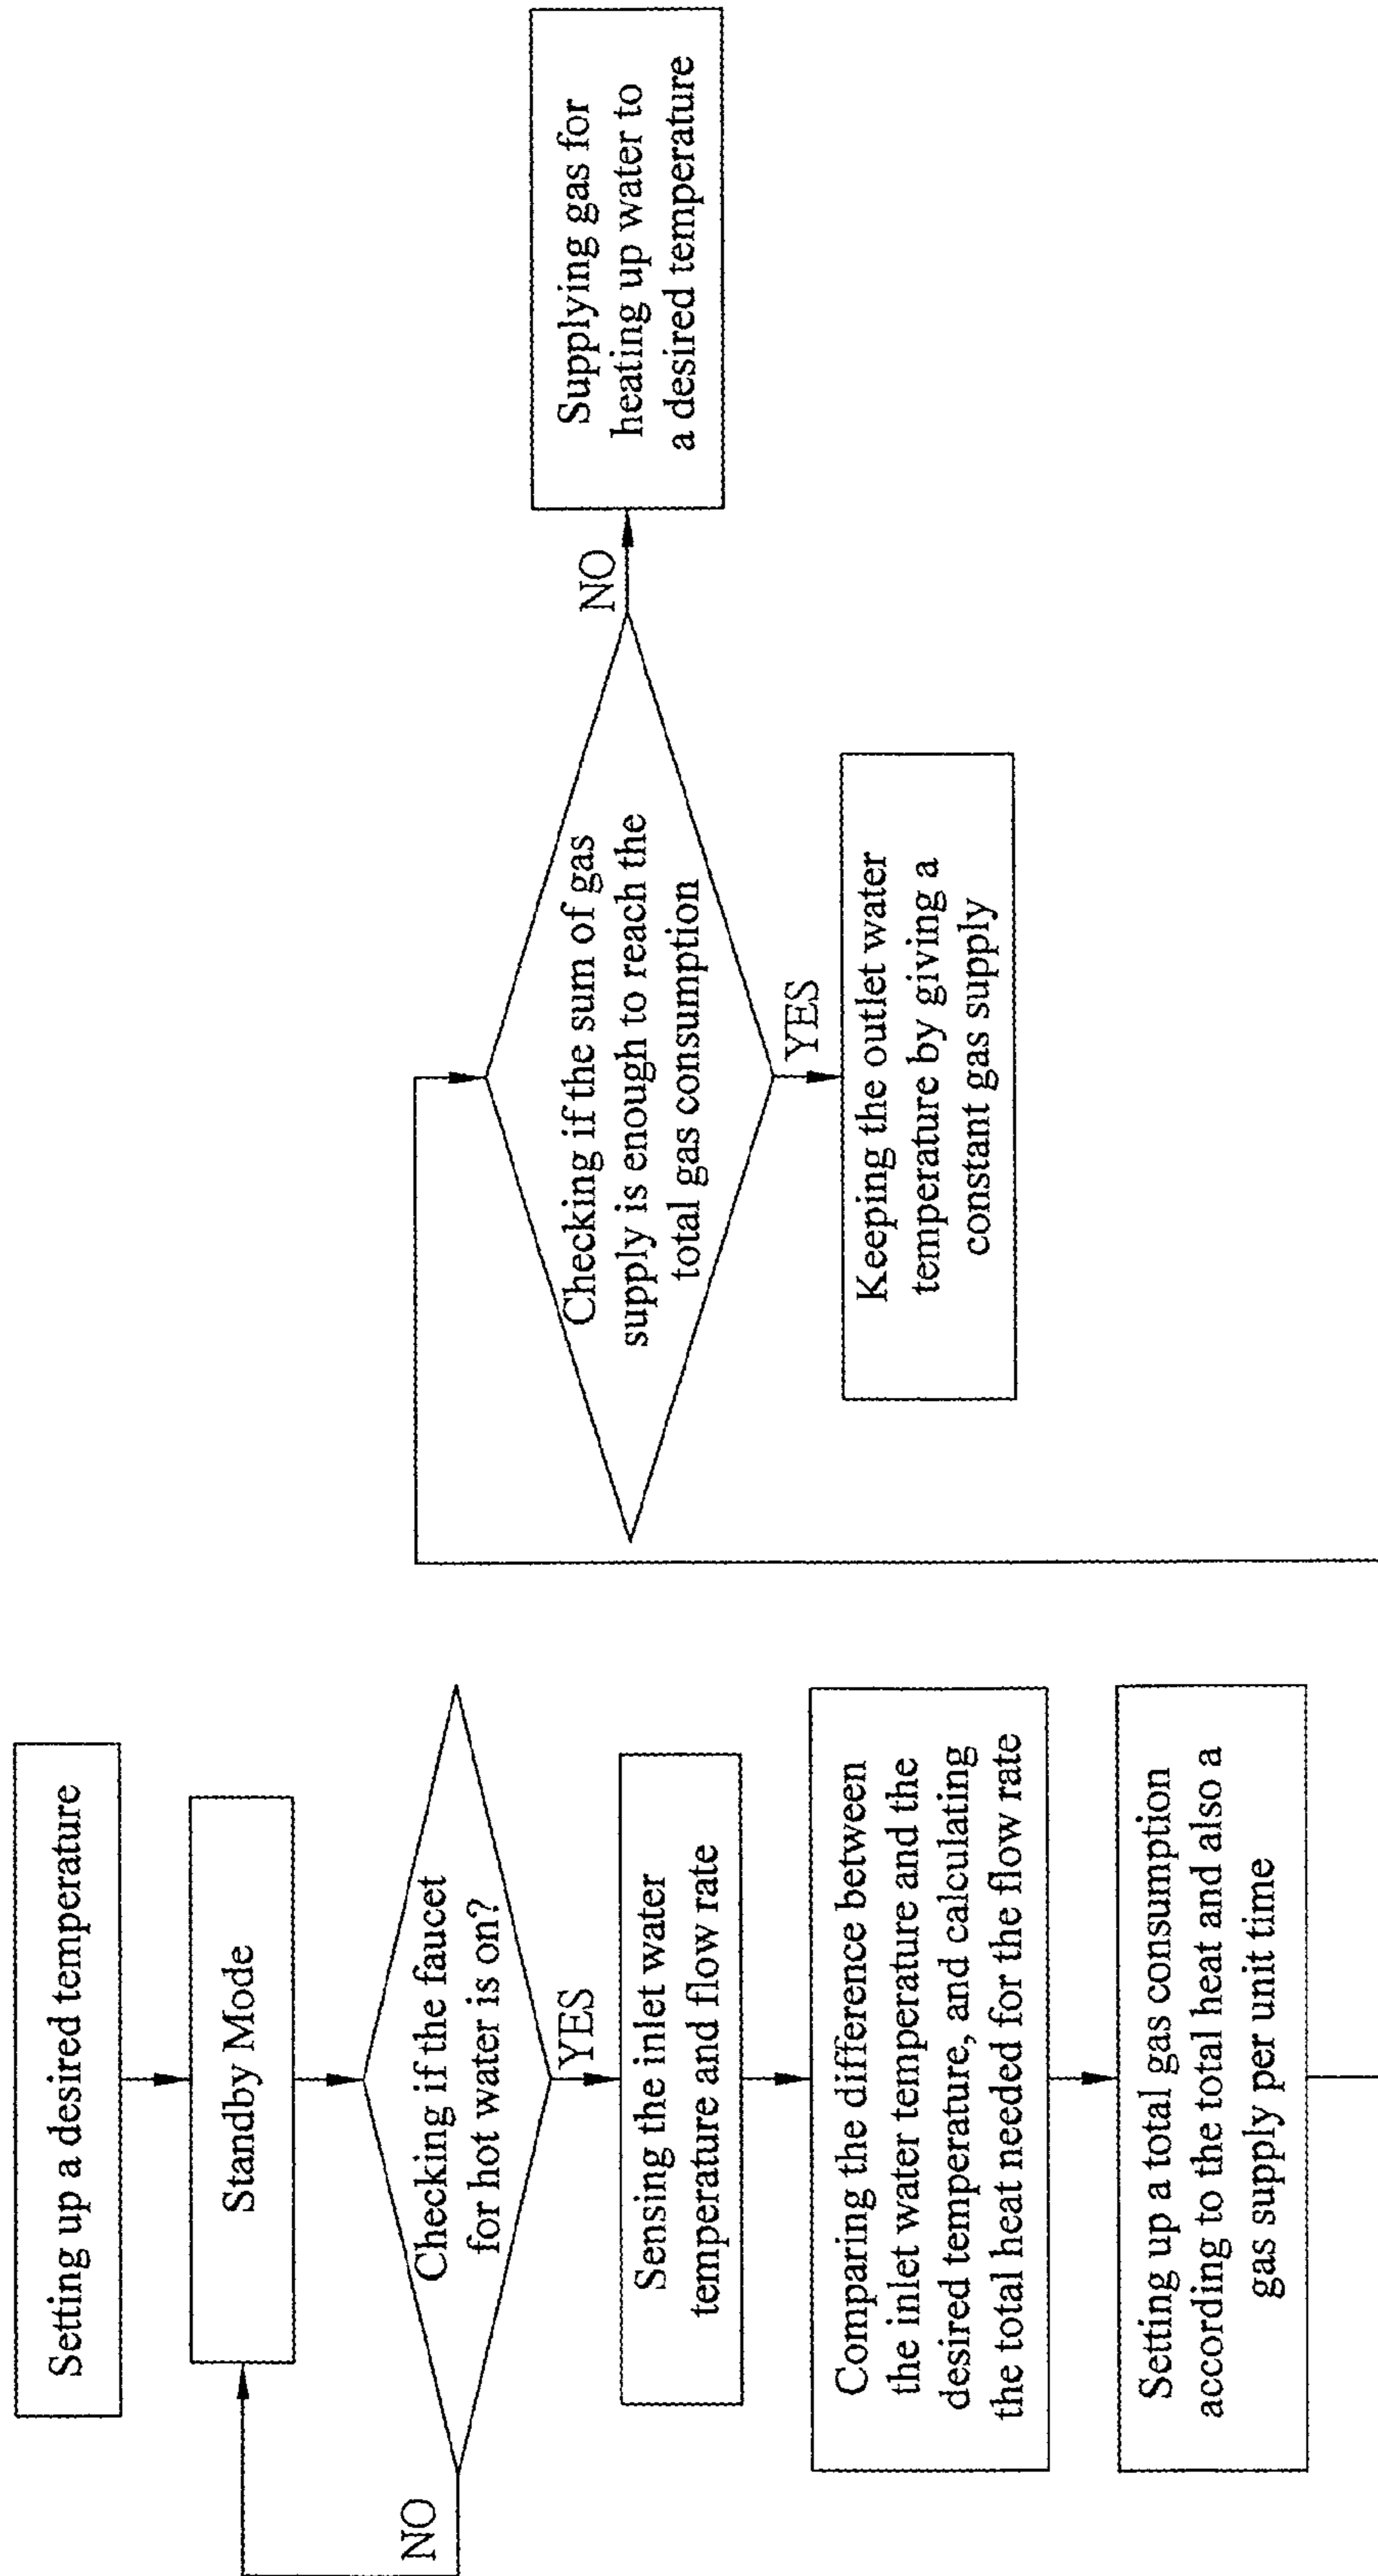 Setting up a desired temperature
Standby Mode
Checking if the faucet
for hot water is on?
NO
YES
Sensing the inlet water
temperature and flow rate
Comparing the difference between
the inlet water temperature and the
desired temperature, and calculating
the total heat needed for the flow rate
Setting up a total gas consumption
according to the total heat and also a
gas supply per unit time
Checking if the sum of gas
supply is enough to reach the
total gas consumption
NO
Supplying gas for
heating up water to
a desired temperature
YES
Keeping the outlet water
temperature by giving a
constant gas supply